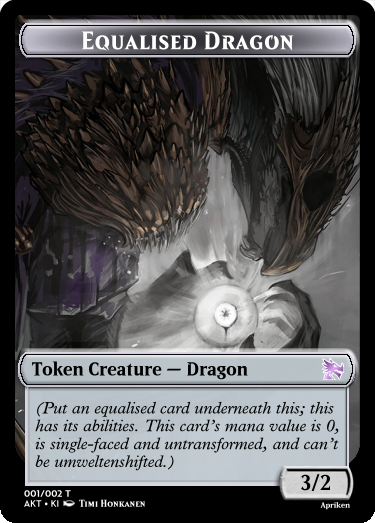 Equalised Dragon
Token Creature — Dragon
(Put an equalised card underneath this; this
has its abilities. This card's mana value is 0,
is single-faced and untransformed, and can't
be umweltenshifted.)
3/2
001/002 T
AKT • KI Timi Honkanen
Apriken